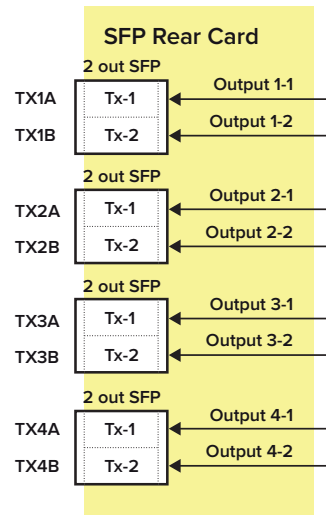 SFP Rear Card
2 out SFP
TX1A Tx-1 Output 1-1
TX1B Tx-2 Output 1-2
2 out SFP
TX2A Tx-1 Output 2-1
TX2B Tx-2 Output 2-2
2 out SFP
TX3A Tx-1 Output 3-1
TX3B Tx-2 Output 3-2
2 out SFP
TX4A Tx-1 Output 4-1
TX4B Tx-2 Output 4-2